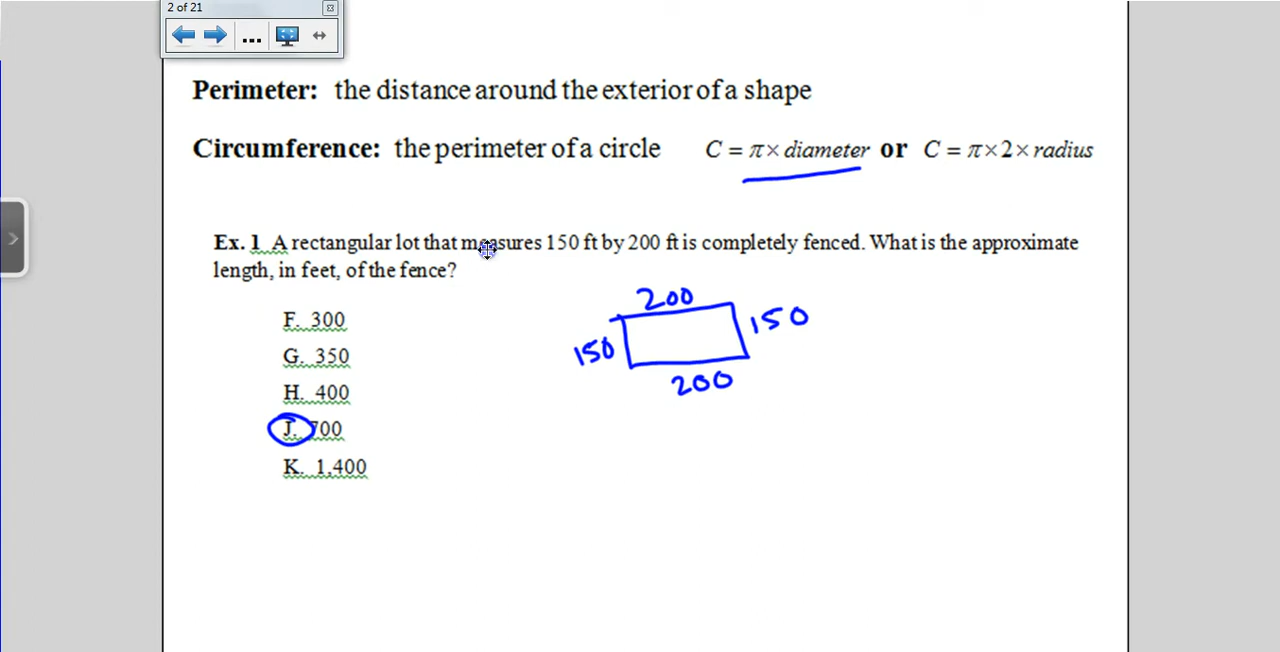 2 of 21
...
Perimeter: the distance around the exterior of a shape
Circumference: the perimeter of a circle C = π × diameter or C = π × 2 × radius
Ex. 1 A rectangular lot that measures 150 ft by 200 ft is completely fenced. What is the approximate
length, in feet, of the fence?
F. 300
G. 350
H. 400
J. 700
K. 1,400
200
150
150
200